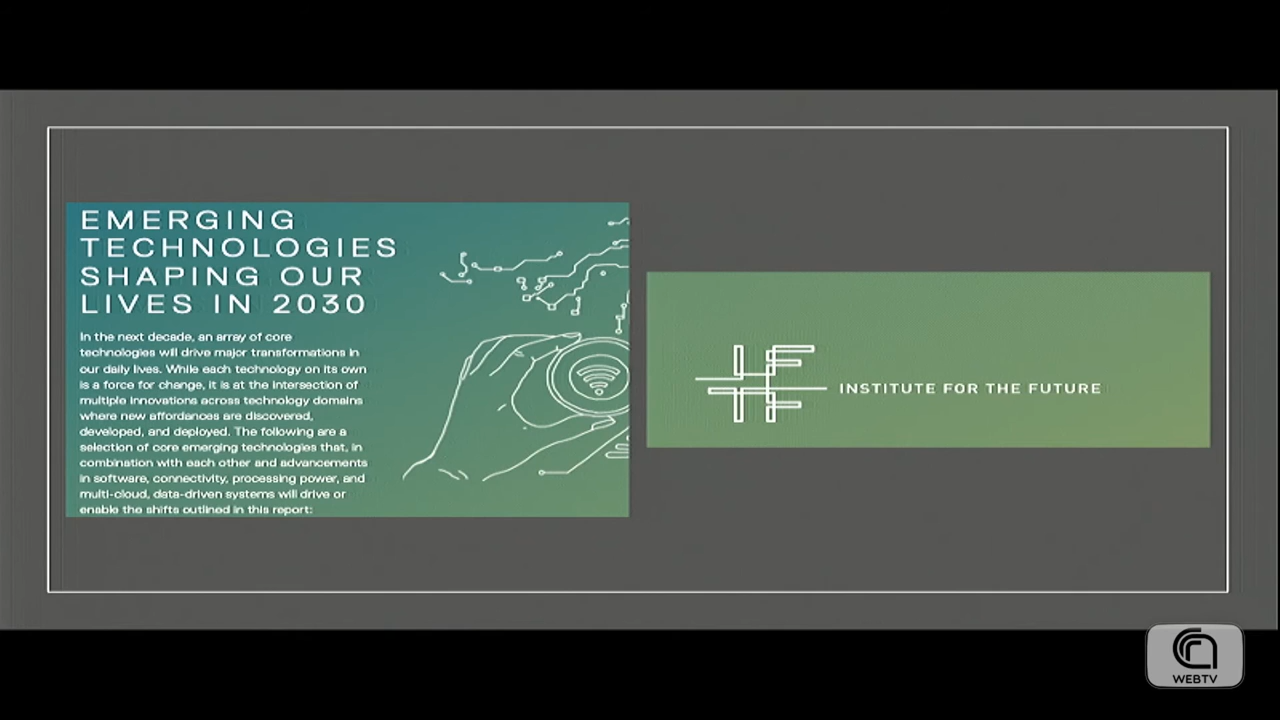 EMERGING
TECHNOLOGIES
SHAPING OUR
LIVES IN 2030
In the next decade, an array of core
technologies will drive major transformations in
our daily lives. While each technology on its own
is a force for change, it is at the intersection of
multiple innovations across technology domains
where new affordances are discovered,
developed, and deployed. The following are a
selection of core emerging technologies that, in
combination with each other and advancements
in software, connectivity, processing power, and
multi-cloud, data-driven systems will drive or
enable the shifts outlined in this report:
INSTITUTE FOR THE FUTURE
WEBTV